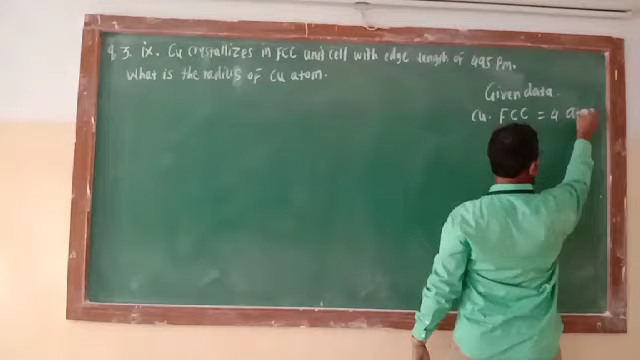 Q 3. ix. Cu crystallizes in FCC unit cell with edge length of 495 Pm.
What is the radius of Cu atom.
Given data.
Cu. FCC = 4